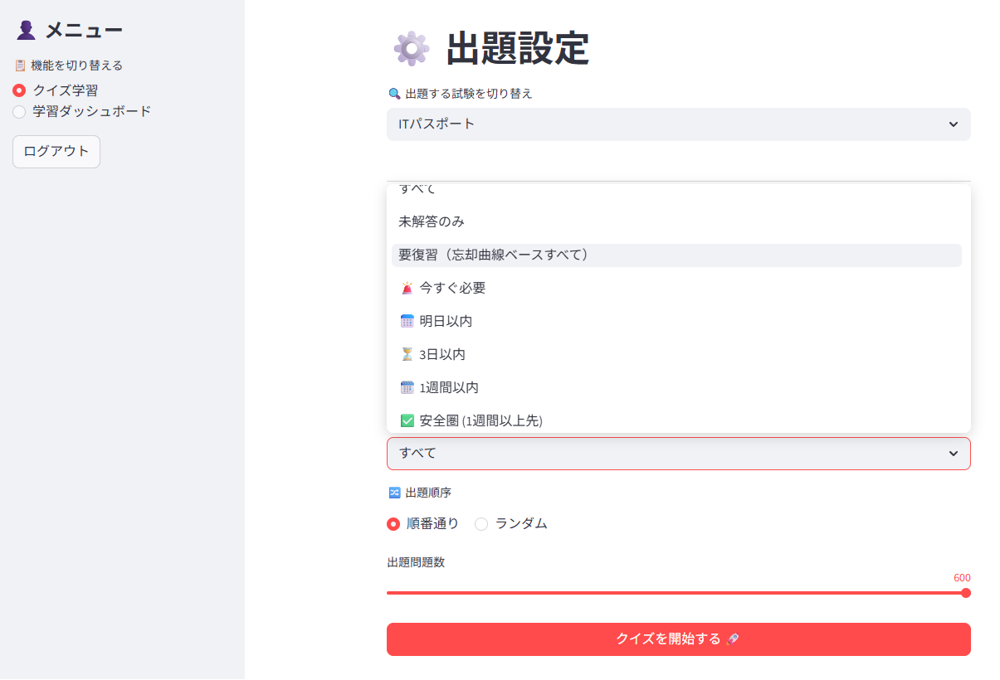 メニュー
機能を切り替える
クイズ学習
学習ダッシュボード
ログアウト
出題設定
出題する試験を切り替え
ITパスポート
すべて
未解答のみ
要復習（忘却曲線ベースすべて）
今すぐ必要
明日以内
3日以内
1週間以内
安全圏 (1週間以上先)
すべて
出題順序
順番通り ランダム
出題問題数
600
クイズを開始する